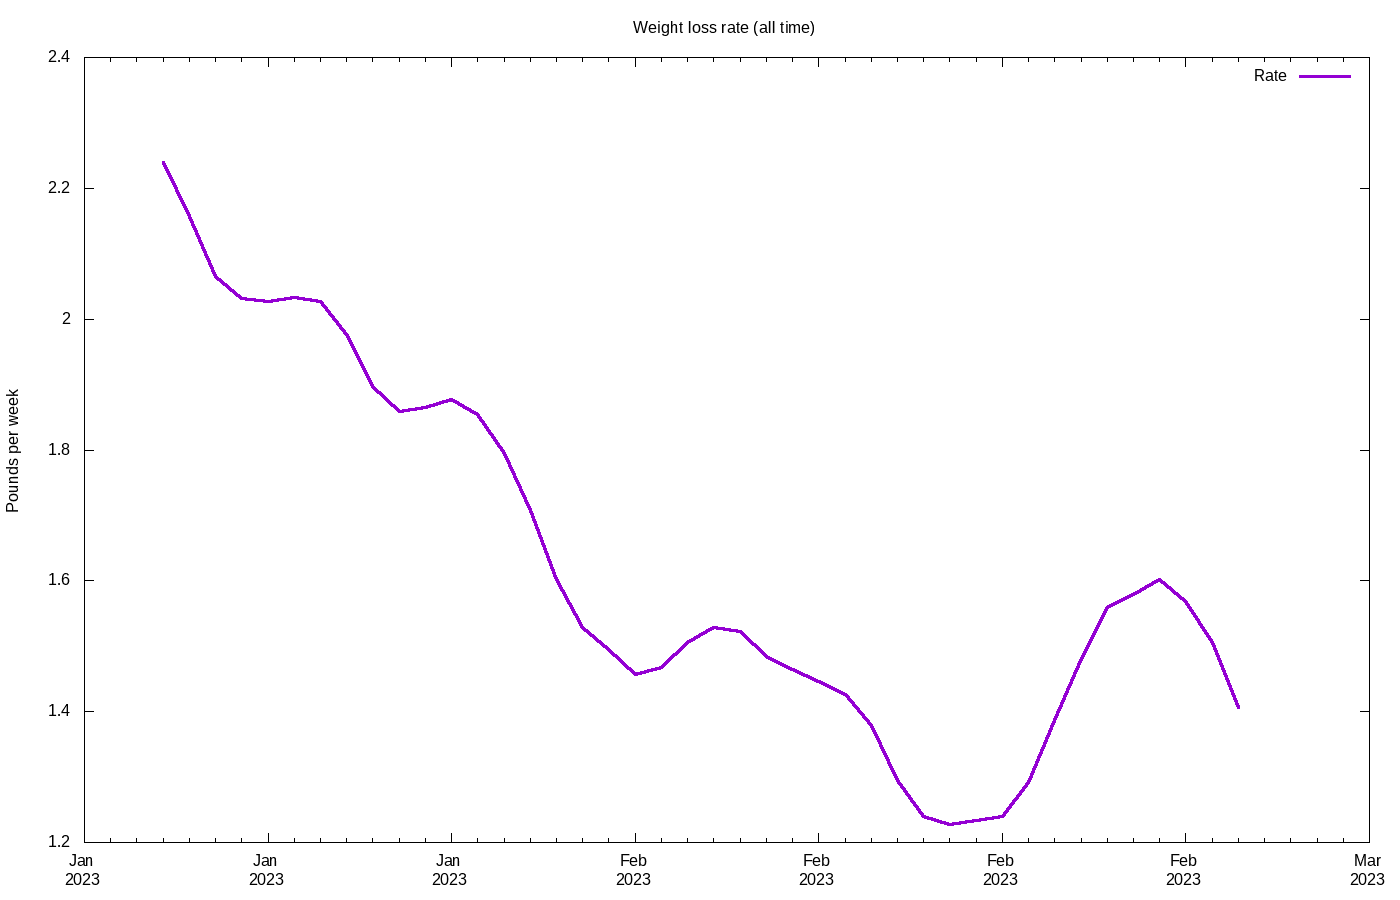 Weight loss rate (all time)
2.4
Rate
2.2
2
1.8
Pounds per week
1.6
1.4
1.2
Jan Jan Jan Feb Feb Feb Feb Mar
2023 2023 2023 2023 2023 2023 2023 2023